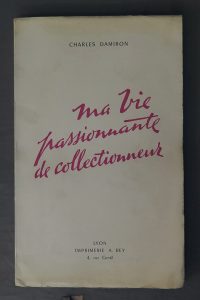 CHARLES DAMIRON
ma vie
passionnante
de collectionneur
LYON
IMPRIMERIE A. REY
4, rue Gentil